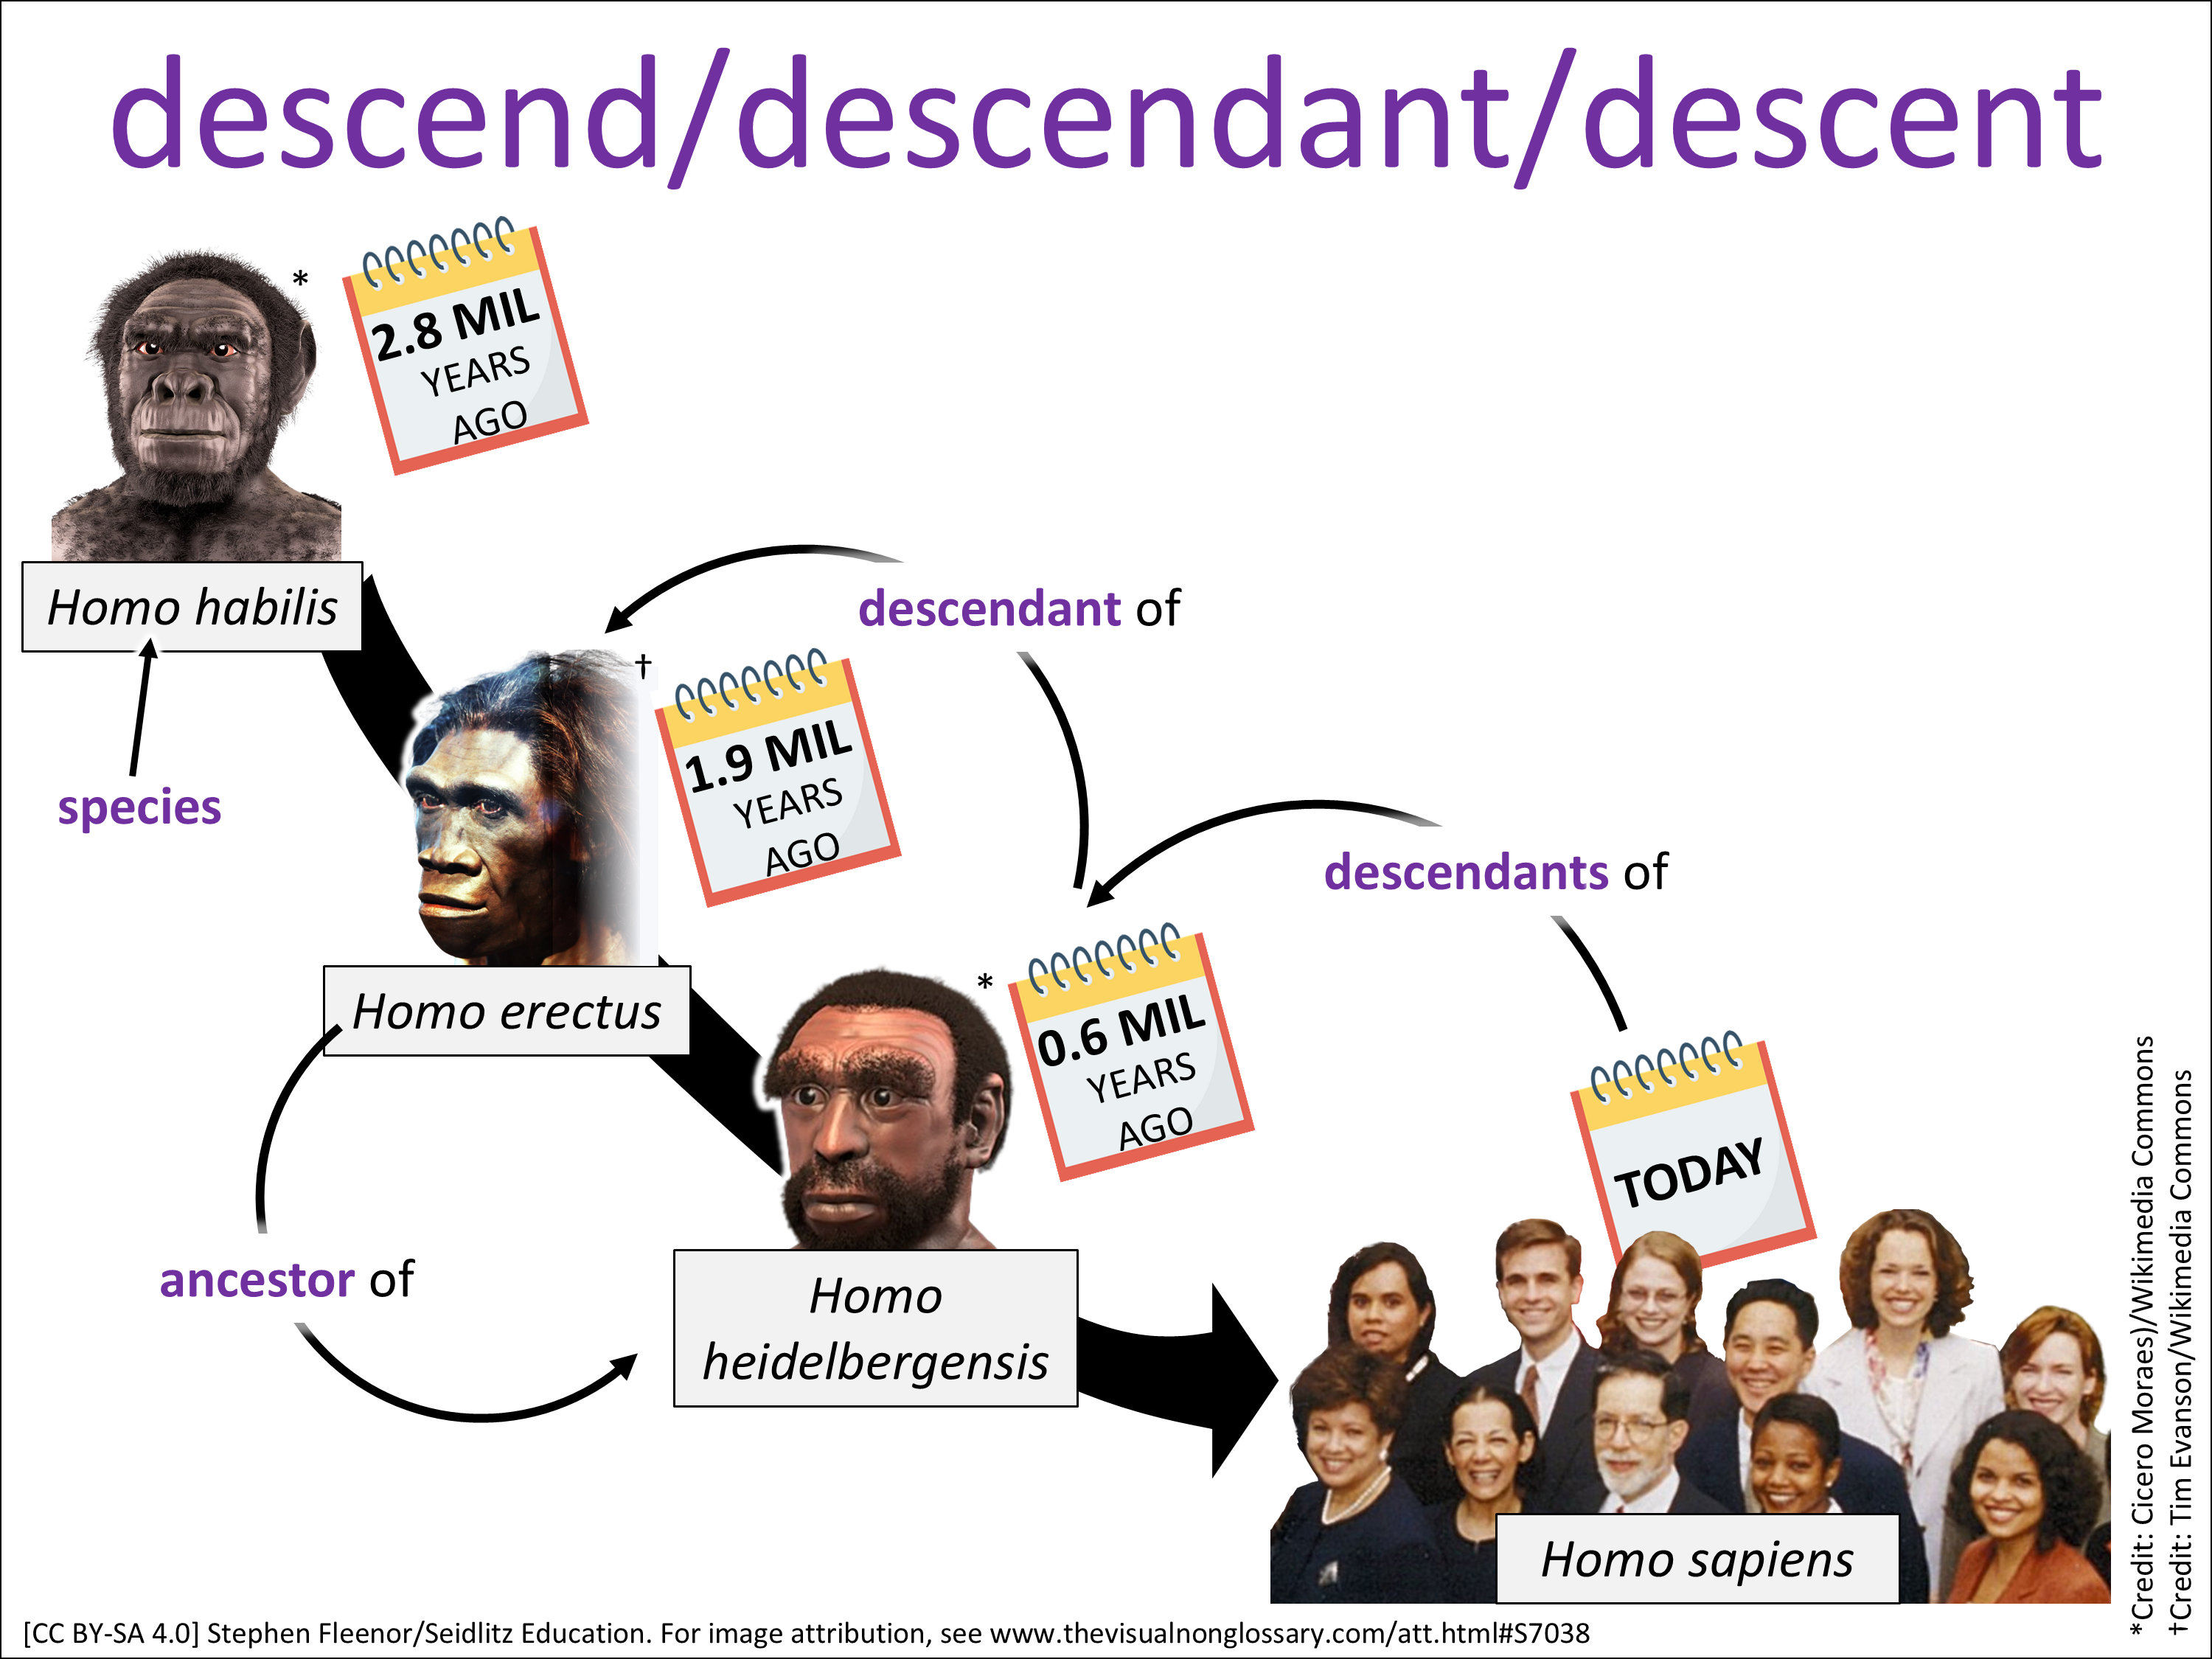 descend/descendant/descent
*
2.8 MIL
YEARS
AGO
Homo habilis
species
descendant of
†
1.9 MIL
YEARS
AGO
Homo erectus
descendants of
*
0.6 MIL
YEARS
AGO
ancestor of
Homo
heidelbergensis
TODAY
Homo sapiens
*Credit: Cicero Moraes)/Wikimedia Commons
†Credit: Tim Evanson/Wikimedia Commons
[CC BY-SA 4.0] Stephen Fleenor/Seidlitz Education. For image attribution, see www.thevisualnonglossary.com/att.html#S7038